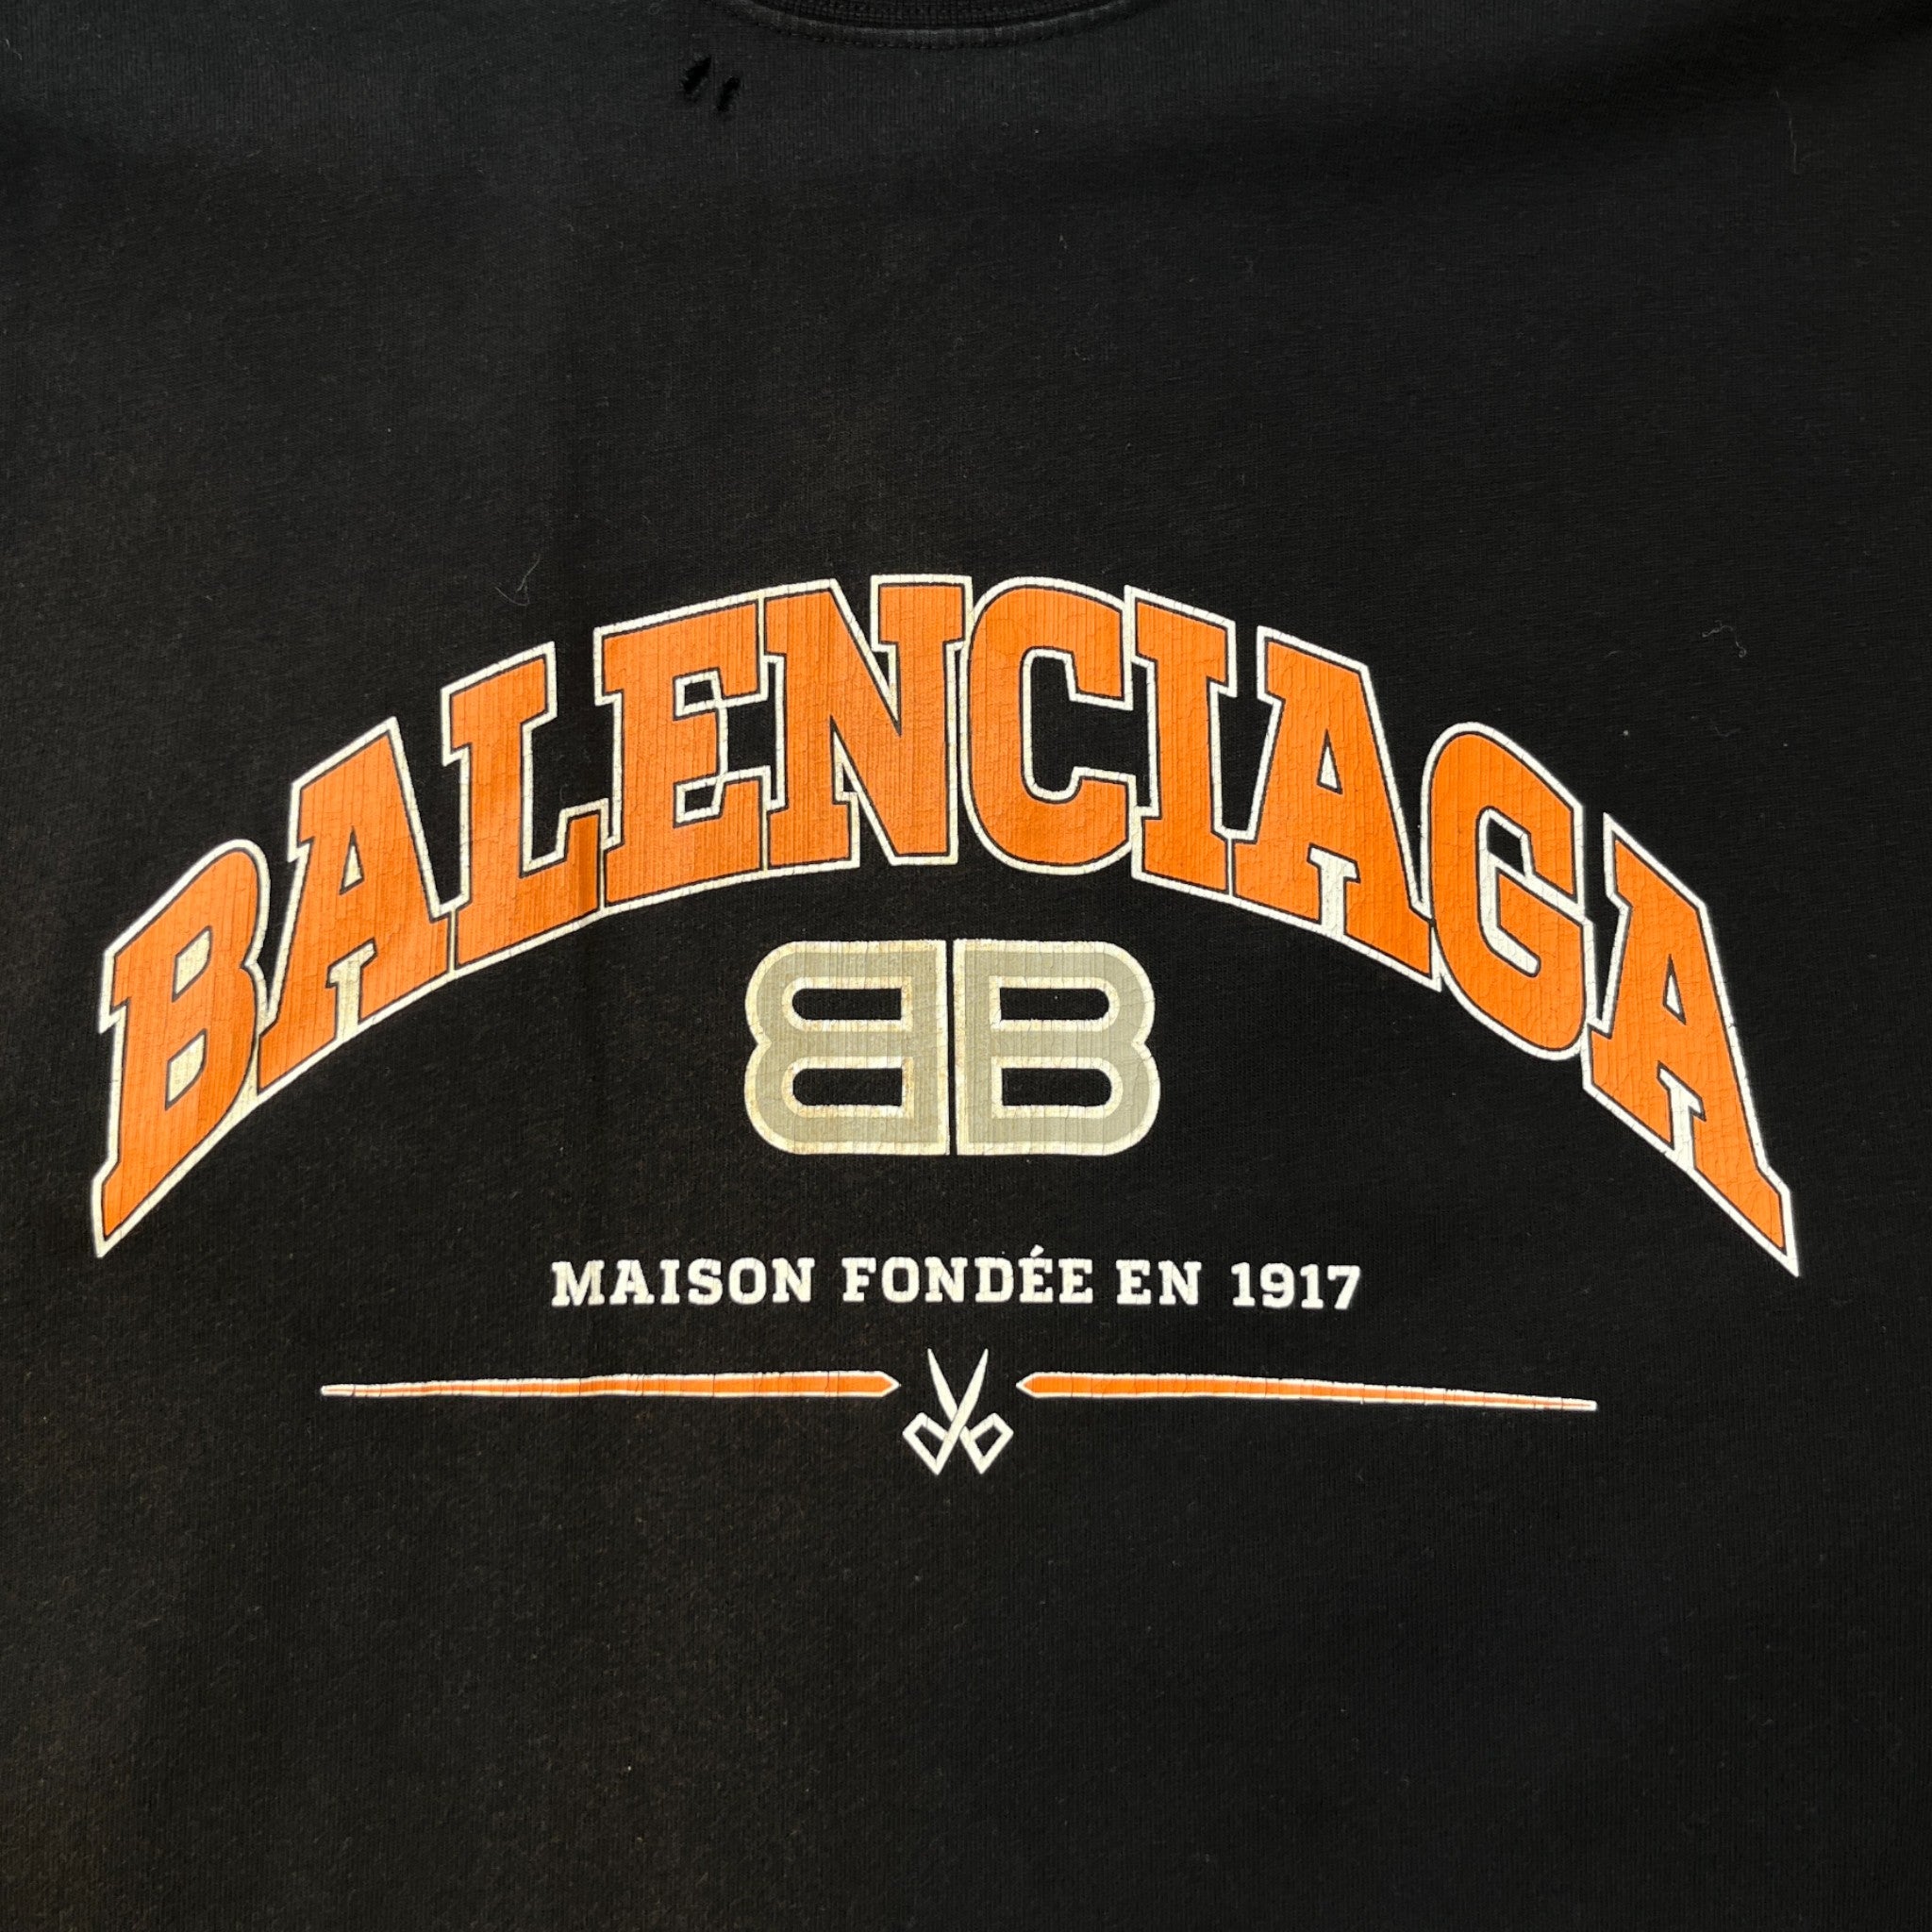 BALENCIAGA
BB
MAISON FONDÉE EN 1917